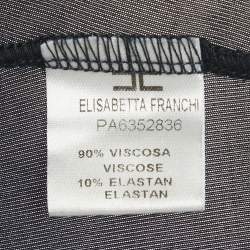 ELISABETTA FRANCHI
PA6352836
90% VISCOSA
VISCOSE
10% ELASTAN
ELASTAN